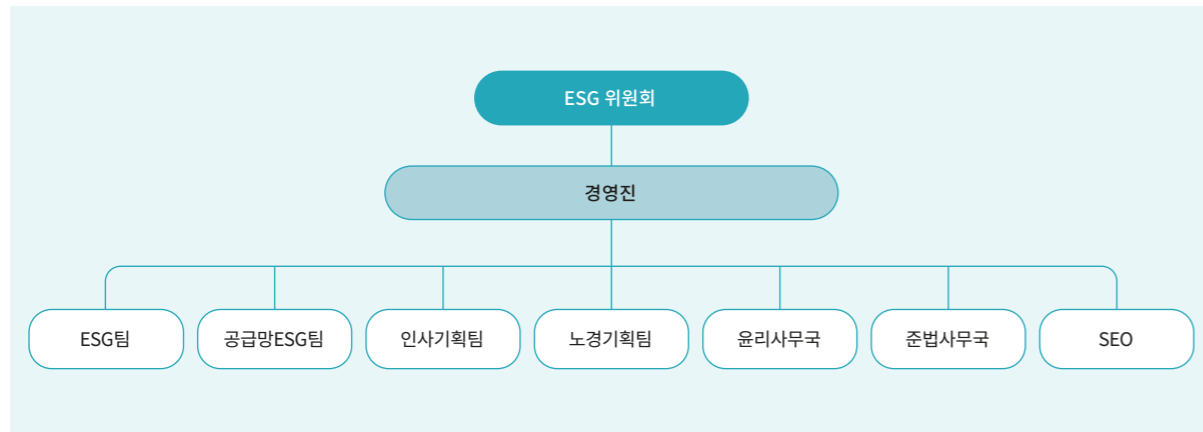 ESG 위원회
경영진
ESG팀
공급망ESG팀
인사기획팀
노경기획팀
윤리사무국
준법사무국
SEO